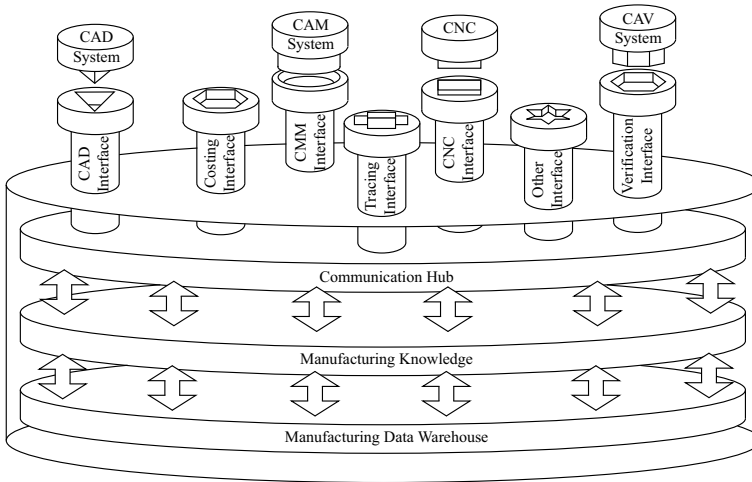 CAD
System
CAM
System
CNC
CAV
System
CAD
Interface
Costing
Interface
CMM
Interface
Tracing
Interface
CNC
Interface
Other
Interface
Verification
Interface
Communication Hub
Manufacturing Knowledge
Manufacturing Data Warehouse